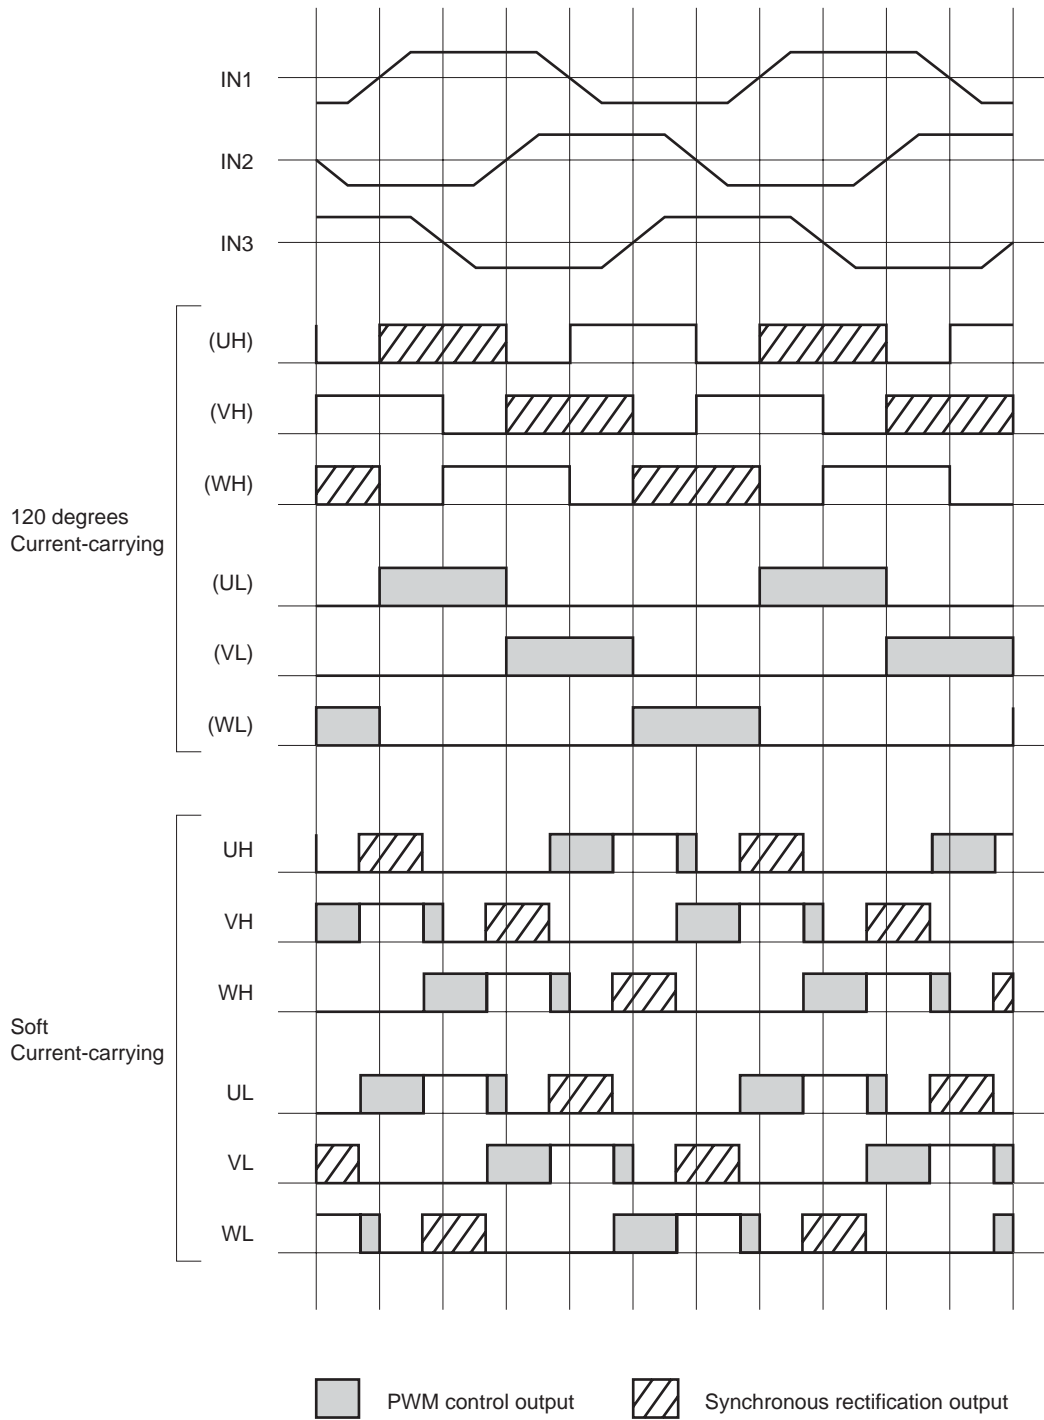 IN1
IN2
IN3
(UH)
(VH)
(WH)
120 degrees
Current-carrying
(UL)
(VL)
(WL)
UH
VH
WH
Soft
Current-carrying
UL
VL
WL
PWM control output
Synchronous rectification output